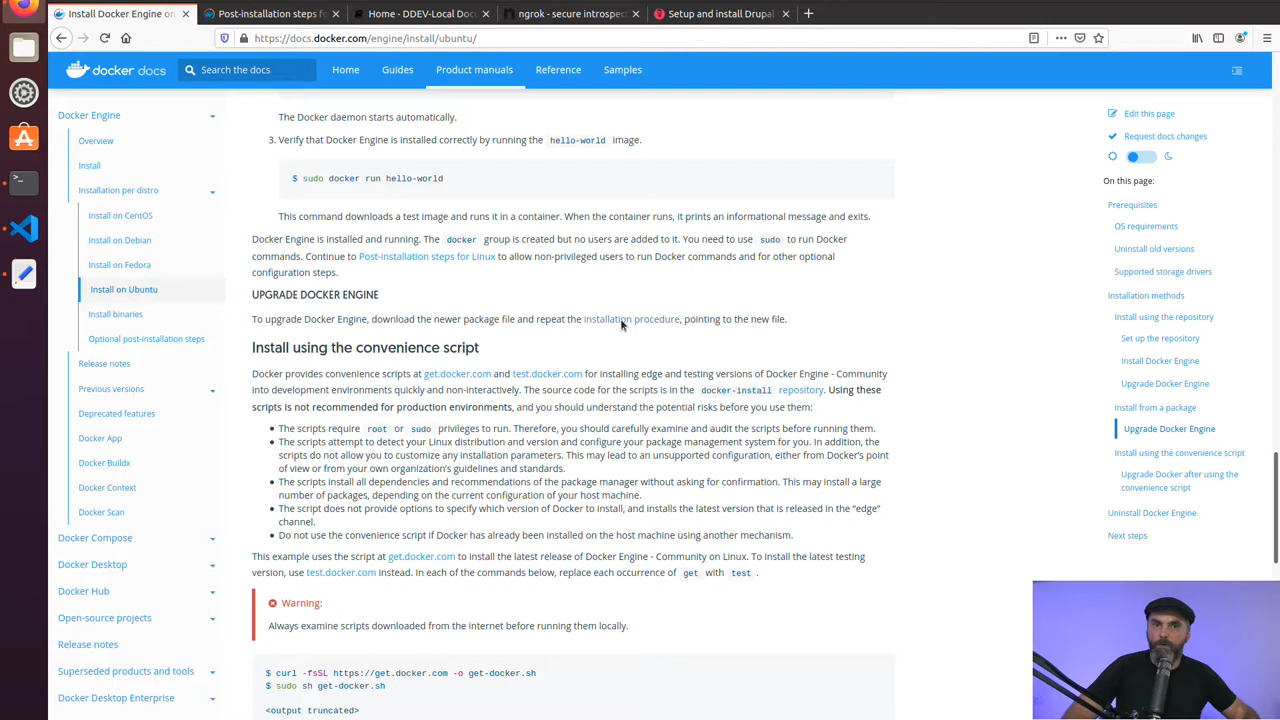 Install Docker Engine on
Post-installation steps fo
Home - DDEV-Local Docu
ngrok - secure introspect
Setup and install Drupal
https://docs.docker.com/engine/install/ubuntu/
docker docs
Search the docs
Home
Guides
Product manuals
Reference
Samples
Docker Engine
Overview
Install
Installation per distro
Install on CentOS
Install on Debian
Install on Fedora
Install on Ubuntu
Install binaries
Optional post-installation steps
Release notes
Previous versions
Deprecated features
Docker App
Docker Buildx
Docker Context
Docker Scan
Docker Compose
Docker Desktop
Docker Hub
Open-source projects
Release notes
Superseded products and tools
Docker Desktop Enterprise
The Docker daemon starts automatically.
3. Verify that Docker Engine is installed correctly by running the hello-world image.
$ sudo docker run hello-world
This command downloads a test image and runs it in a container. When the container runs, it prints an informational message and exits.
Docker Engine is installed and running. The docker group is created but no users are added to it. You need to use sudo to run Docker
commands. Continue to Post-installation steps for Linux to allow non-privileged users to run Docker commands and for other optional
configuration steps.
UPGRADE DOCKER ENGINE
To upgrade Docker Engine, download the newer package file and repeat the installation procedure, pointing to the new file.
Install using the convenience script
Docker provides convenience scripts at get.docker.com and test.docker.com for installing edge and testing versions of Docker Engine - Community
into development environments quickly and non-interactively. The source code for the scripts is in the docker-install repository. Using these
scripts is not recommended for production environments, and you should understand the potential risks before you use them:
• The scripts require root or sudo privileges to run. Therefore, you should carefully examine and audit the scripts before running them.
• The scripts attempt to detect your Linux distribution and version and configure your package management system for you. In addition, the
scripts do not allow you to customize any installation parameters. This may lead to an unsupported configuration, either from Docker's point
of view or from your own organization's guidelines and standards.
• The scripts install all dependencies and recommendations of the package manager without asking for confirmation. This may install a large
number of packages, depending on the current configuration of your host machine.
• The script does not provide options to specify which version of Docker to install, and installs the latest version that is released in the “edge”
channel.
• Do not use the convenience script if Docker has already been installed on the host machine using another mechanism.
This example uses the script at get.docker.com to install the latest release of Docker Engine - Community on Linux. To install the latest testing
version, use test.docker.com instead. In each of the commands below, replace each occurrence of get with test .
Warning:
Always examine scripts downloaded from the internet before running them locally.
$ curl -fsSL https://get.docker.com -o get-docker.sh
$ sudo sh get-docker.sh
<output truncated>
Edit this page
Request docs changes
On this page:
Prerequisites
OS requirements
Uninstall old versions
Supported storage drivers
Installation methods
Install using the repository
Set up the repository
Install Docker Engine
Upgrade Docker Engine
Install from a package
Upgrade Docker Engine
Install using the convenience script
Upgrade Docker after using the
convenience script
Uninstall Docker Engine
Next steps